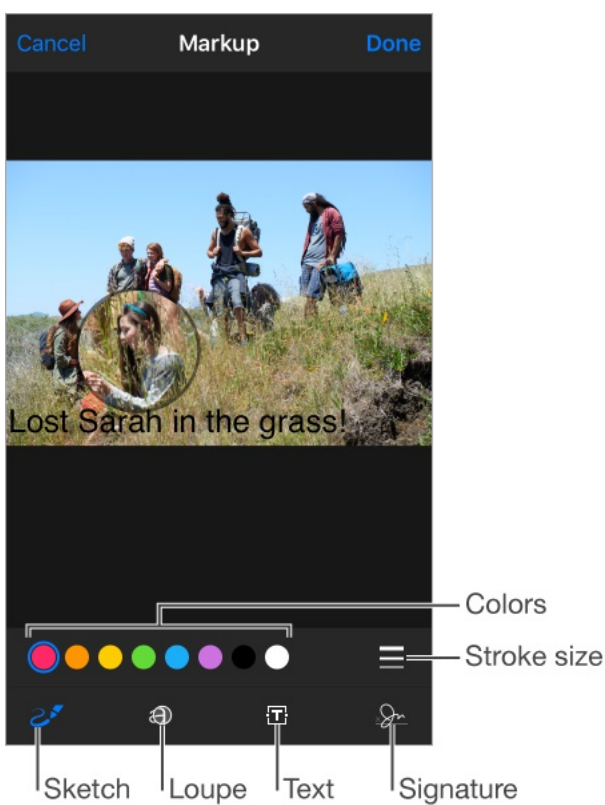 Cancel Markup Done
Lost Sarah in the grass!
Colors
Stroke size
Sketch Loupe Text Signature